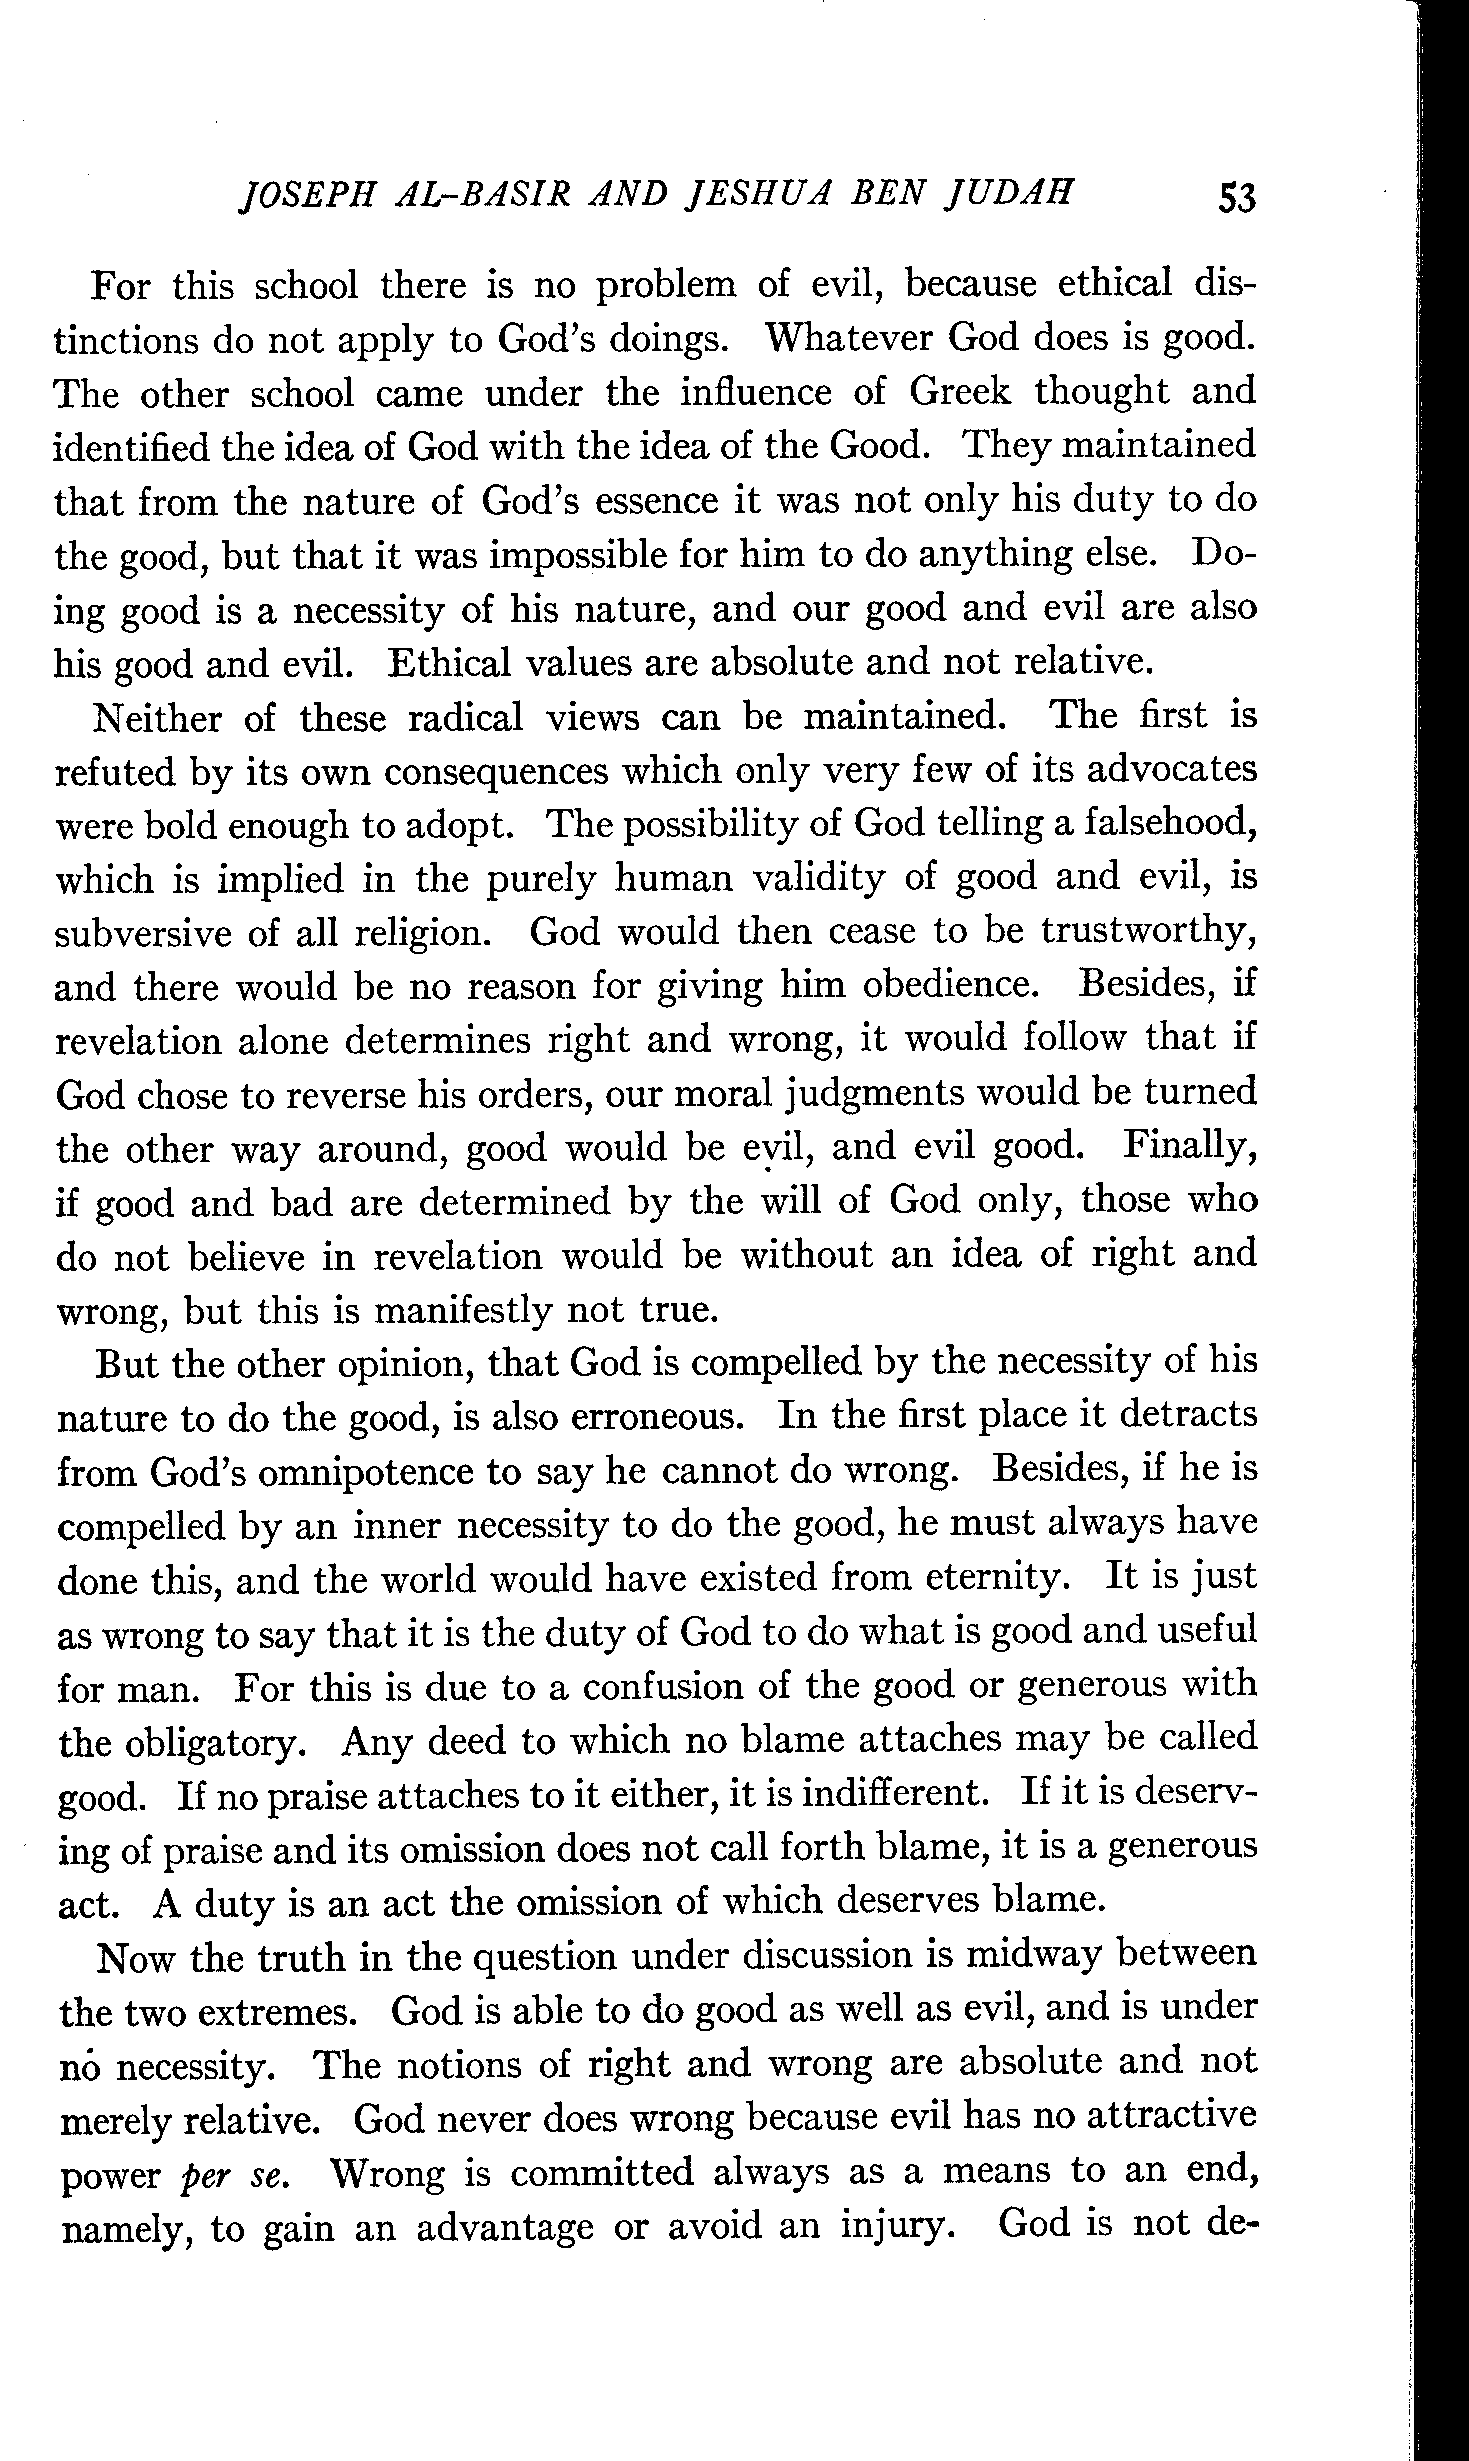 JOSEPH AL-BASIR AND JESHUA BEN JUDAH 53
For this school there is no problem of evil, because ethical dis-
tinctions do not apply to God's doings. Whatever God does is good.
The other school came under the influence of Greek thought and
identified the idea of God with the idea of the Good. They maintained
that from the nature of God's essence it was not only his duty to do
the good, but that it was impossible for him to do anything else. Do-
ing good is a necessity of his nature, and our good and evil are also
his good and evil. Ethical values are absolute and not relative.
Neither of these radical views can be maintained. The first is
refuted by its own consequences which only very few of its advocates
were bold enough to adopt. The possibility of God telling a falsehood,
which is implied in the purely human validity of good and evil, is
subversive of all religion. God would then cease to be trustworthy,
and there would be no reason for giving him obedience. Besides, if
revelation alone determines right and wrong, it would follow that if
God chose to reverse his orders, our moral judgments would be turned
the other way around, good would be evil, and evil good. Finally,
if good and bad are determined by the will of God only, those who
do not believe in revelation would be without an idea of right and
wrong, but this is manifestly not true.
But the other opinion, that God is compelled by the necessity of his
nature to do the good, is also erroneous. In the first place it detracts
from God's omnipotence to say he cannot do wrong. Besides, if he is
compelled by an inner necessity to do the good, he must always have
done this, and the world would have existed from eternity. It is just
as wrong to say that it is the duty of God to do what is good and useful
for man. For this is due to a confusion of the good or generous with
the obligatory. Any deed to which no blame attaches may be called
good. If no praise attaches to it either, it is indifferent. If it is deserv-
ing of praise and its omission does not call forth blame, it is a generous
act. A duty is an act the omission of which deserves blame.
Now the truth in the question under discussion is midway between
the two extremes. God is able to do good as well as evil, and is under
no necessity. The notions of right and wrong are absolute and not
merely relative. God never does wrong because evil has no attractive
power per se. Wrong is committed always as a means to an end,
namely, to gain an advantage or avoid an injury. God is not de-